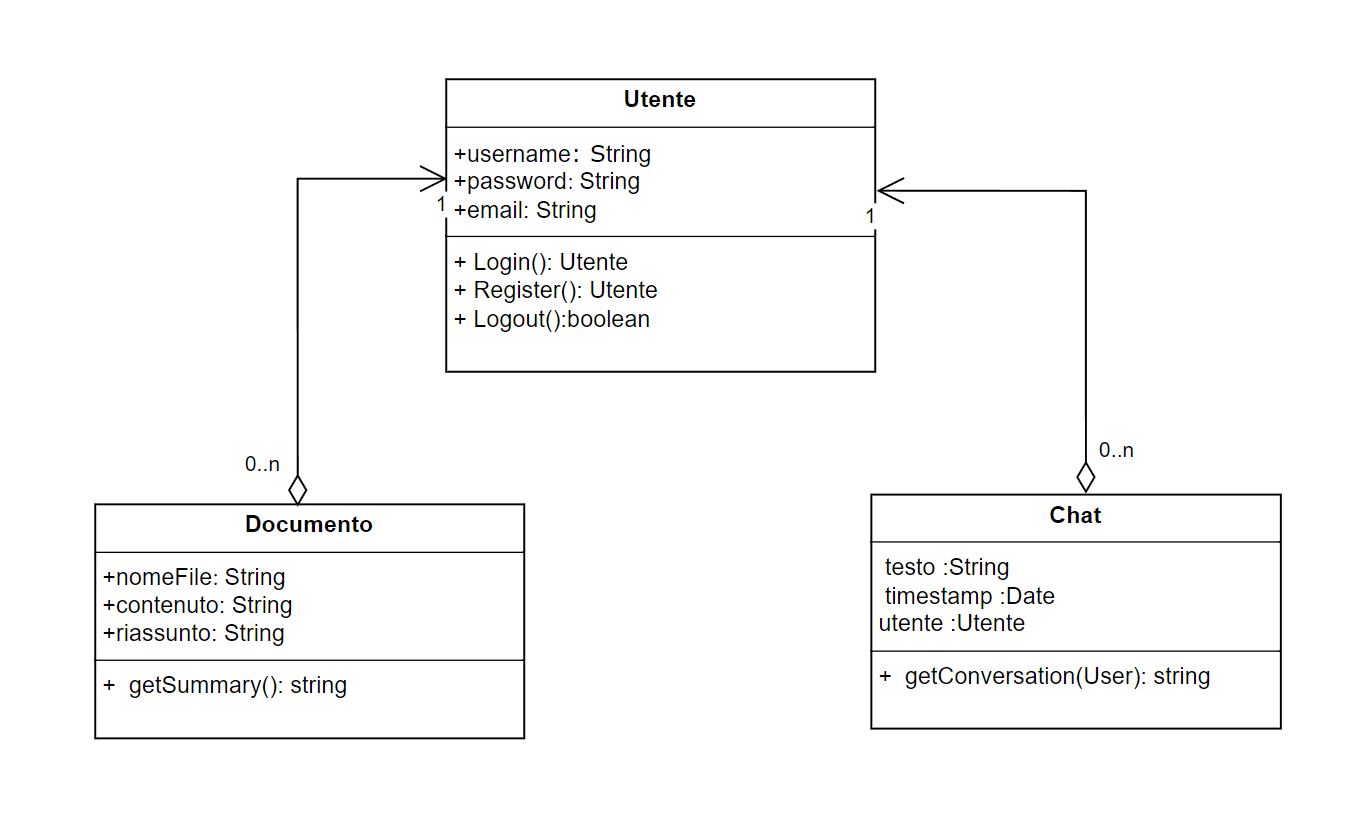 Utente
+username: String
+password: String
+email: String
1
1
+ Login(): Utente
+ Register(): Utente
+ Logout():boolean
0..n
0..n
Documento
+nomeFile: String
+contenuto: String
+riassunto: String
+ getSummary(): string
Chat
testo :String
timestamp :Date
utente :Utente
+ getConversation(User): string